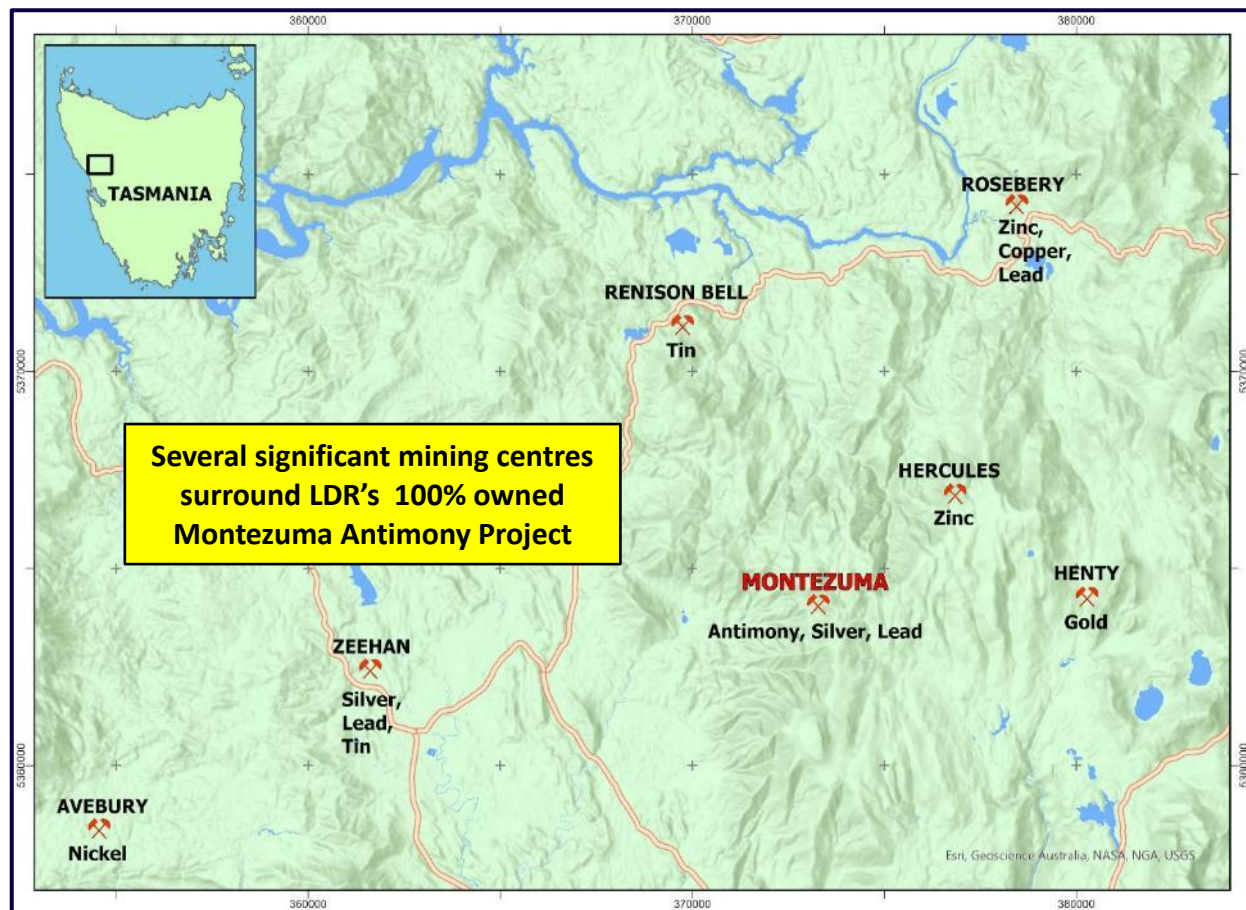 360000
370000
380000
TASMANIA
ROSEBERY
Zinc,
Copper,
Lead
RENISON BELL
Tin
5370000
5370000
Several significant mining centres
surround LDR's 100% owned
Montezuma Antimony Project
HERCULES
Zinc
MONTEZUMA
Antimony, Silver, Lead
HENTY
Gold
ZEEHAN
Silver,
Lead,
Tin
5360000
5360000
AVEBURY
Nickel
Esri, Geoscience Australia, NASA, NGA, USGS
360000
370000
380000